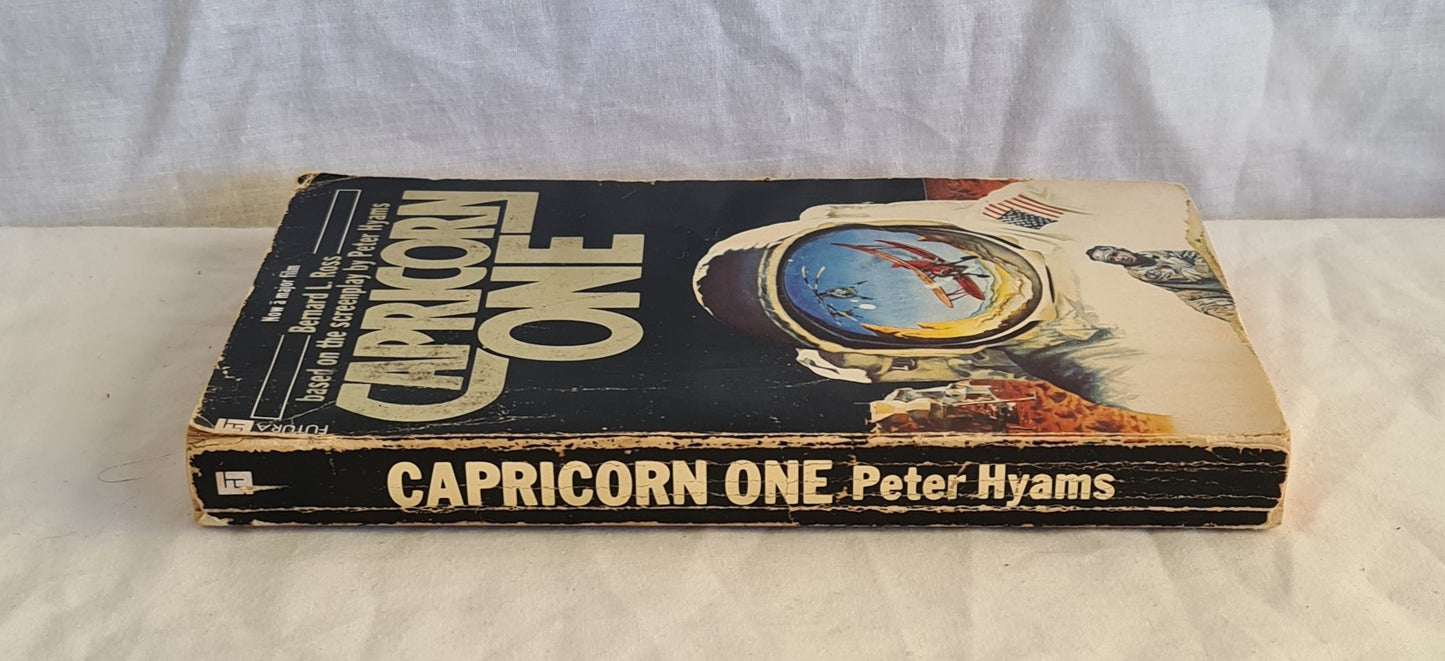 Now a major film
Bernard L. Ross
based on the screenplay by Peter Hyams
CAPRICORN
ONE
FUTURA
CAPRICORN ONE Peter Hyams